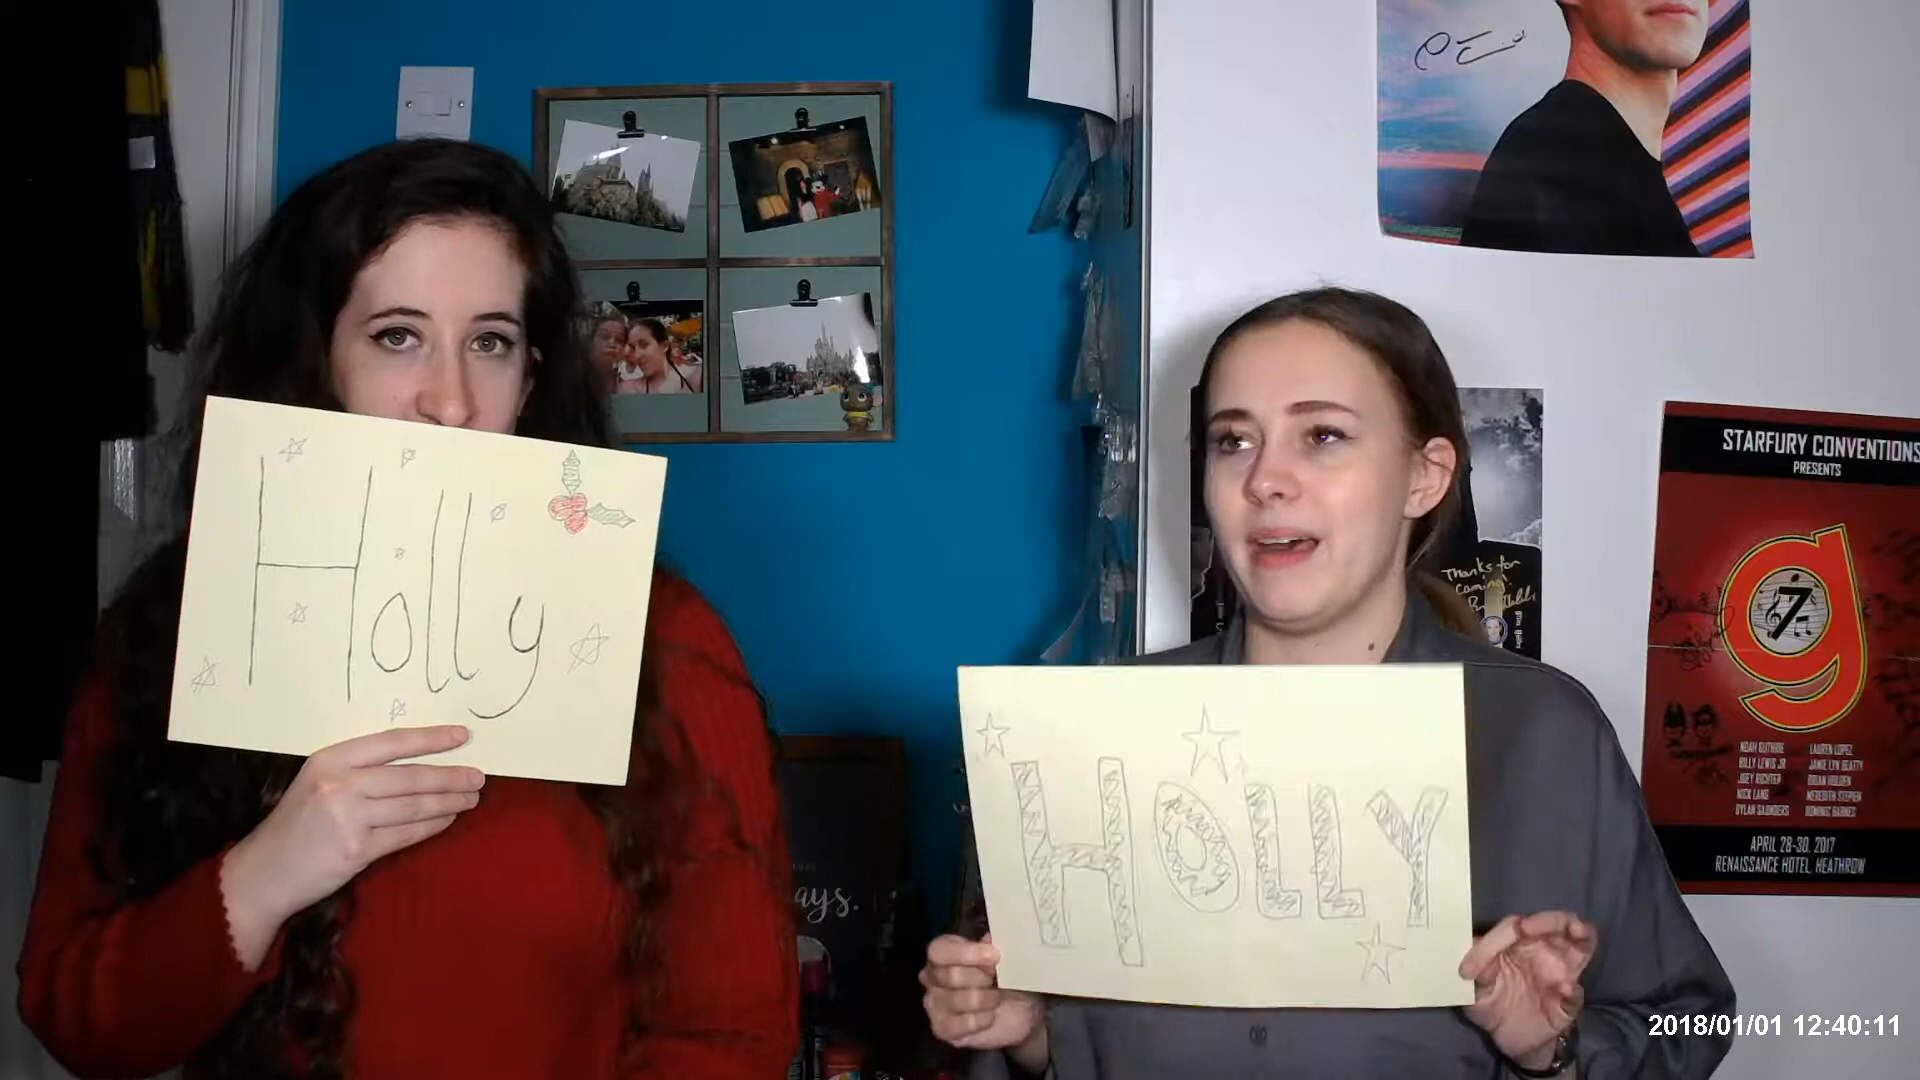 Holly
HOLLY
STARFURY CONVENTIONS
PRESENTS
g
7
NOAH GUTHRIE
BILLY LEWIS JR
JOEY RICHTER
NICK LANG
DYLAN SAUNDERS
LAUREN LOPEZ
JAMIE LYN BEATTY
BRIAN HOLDEN
MEREDITH STEPIEN
DOMINIC BARNES
APRIL 28-30, 2017
RENAISSANCE HOTEL, HEATHROW
Thanks for
coming!
ays.
2018/01/01 12:40:11